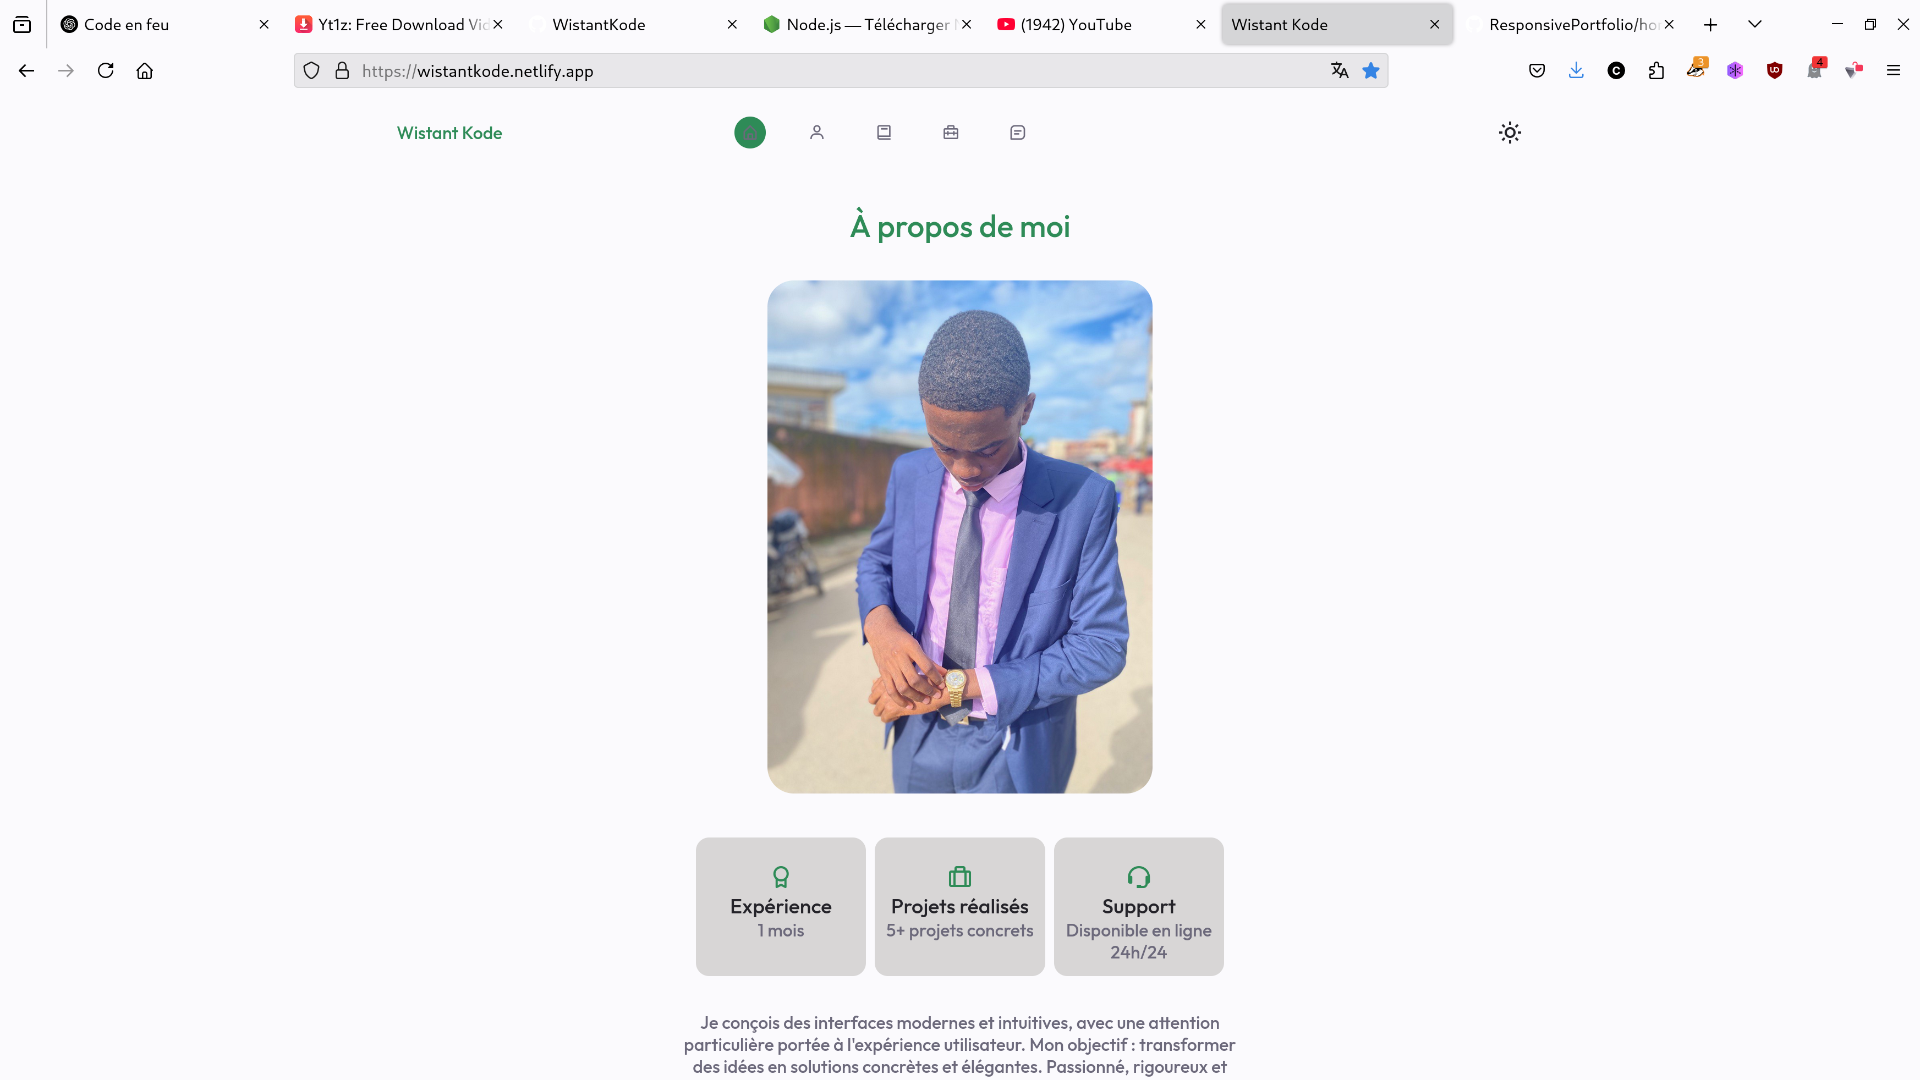 Code en feu
Yt1z: Free Download Vid
WistantKode
Node.js — Télécharger
(1942) YouTube
Wistant Kode
ResponsivePortfolio/ho
https://wistantkode.netlify.app
3
4
Wistant Kode
À propos de moi
Expérience
1 mois
Projets réalisés
5+ projets concrets
Support
Disponible en ligne
24h/24
Je conçois des interfaces modernes et intuitives, avec une attention
particulière portée à l'expérience utilisateur. Mon objectif : transformer
des idées en solutions concrètes et élégantes. Passionné, rigoureux et